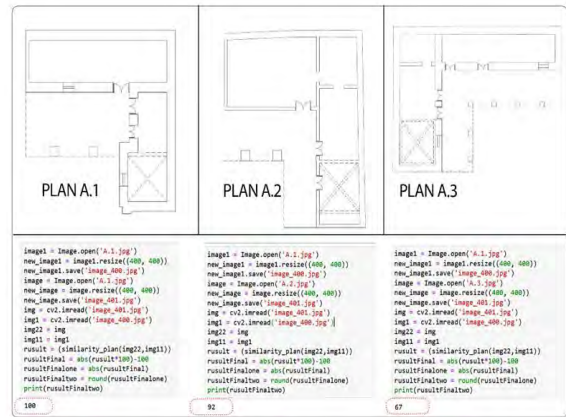 PLAN A.1
PLAN A.2
PLAN A.3
image1 = Image.open('A.1.jpg')
new_image1 = image1.resize((400, 400))
new_image1.save('image_400.jpg')
image = Image.open('A.1.jpg')
new_image = image.resize((400, 400))
new_image.save('image_401.jpg')
img = cv2.imread('image_401.jpg')
img1 = cv2.imread('image_400.jpg')
img22 = img
img11 = img1
rusult = (similarity_plan(img22,img11))
rusultFinal = abs(rusult*100)-100
rusultFinalone = abs(rusultFinal)
rusultFinaltwo = round(rusultFinalone)
print(rusultFinaltwo)
100
image1 = Image.open('A.1.jpg')
new_image1 = image1.resize((400, 400))
new_image1.save('image_400.jpg')
image = Image.open('A.2.jpg')
new_image = image.resize((400, 400))
new_image.save('image_401.jpg')
img = cv2.imread('image_401.jpg')
img1 = cv2.imread('image_400.jpg')
img22 = img
img11 = img1
rusult = (similarity_plan(img22,img11))
rusultFinal = abs(rusult*100)-100
rusultFinalone = abs(rusultFinal)
rusultFinaltwo = round(rusultFinalone)
print(rusultFinaltwo)
92
image1 = Image.open('A.1.jpg')
new_image1 = image1.resize((400, 400))
new_image1.save('image_400.jpg')
image = Image.open('A.3.jpg')
new_image = image.resize((400, 400))
new_image.save('image_401.jpg')
img = cv2.imread('image_401.jpg')
img1 = cv2.imread('image_400.jpg')
img22 = img
img11 = img1
rusult = (similarity_plan(img22,img11))
rusultFinal = abs(rusult*100)-100
rusultFinalone = abs(rusultFinal)
rusultFinaltwo = round(rusultFinalone)
print(rusultFinaltwo)
67